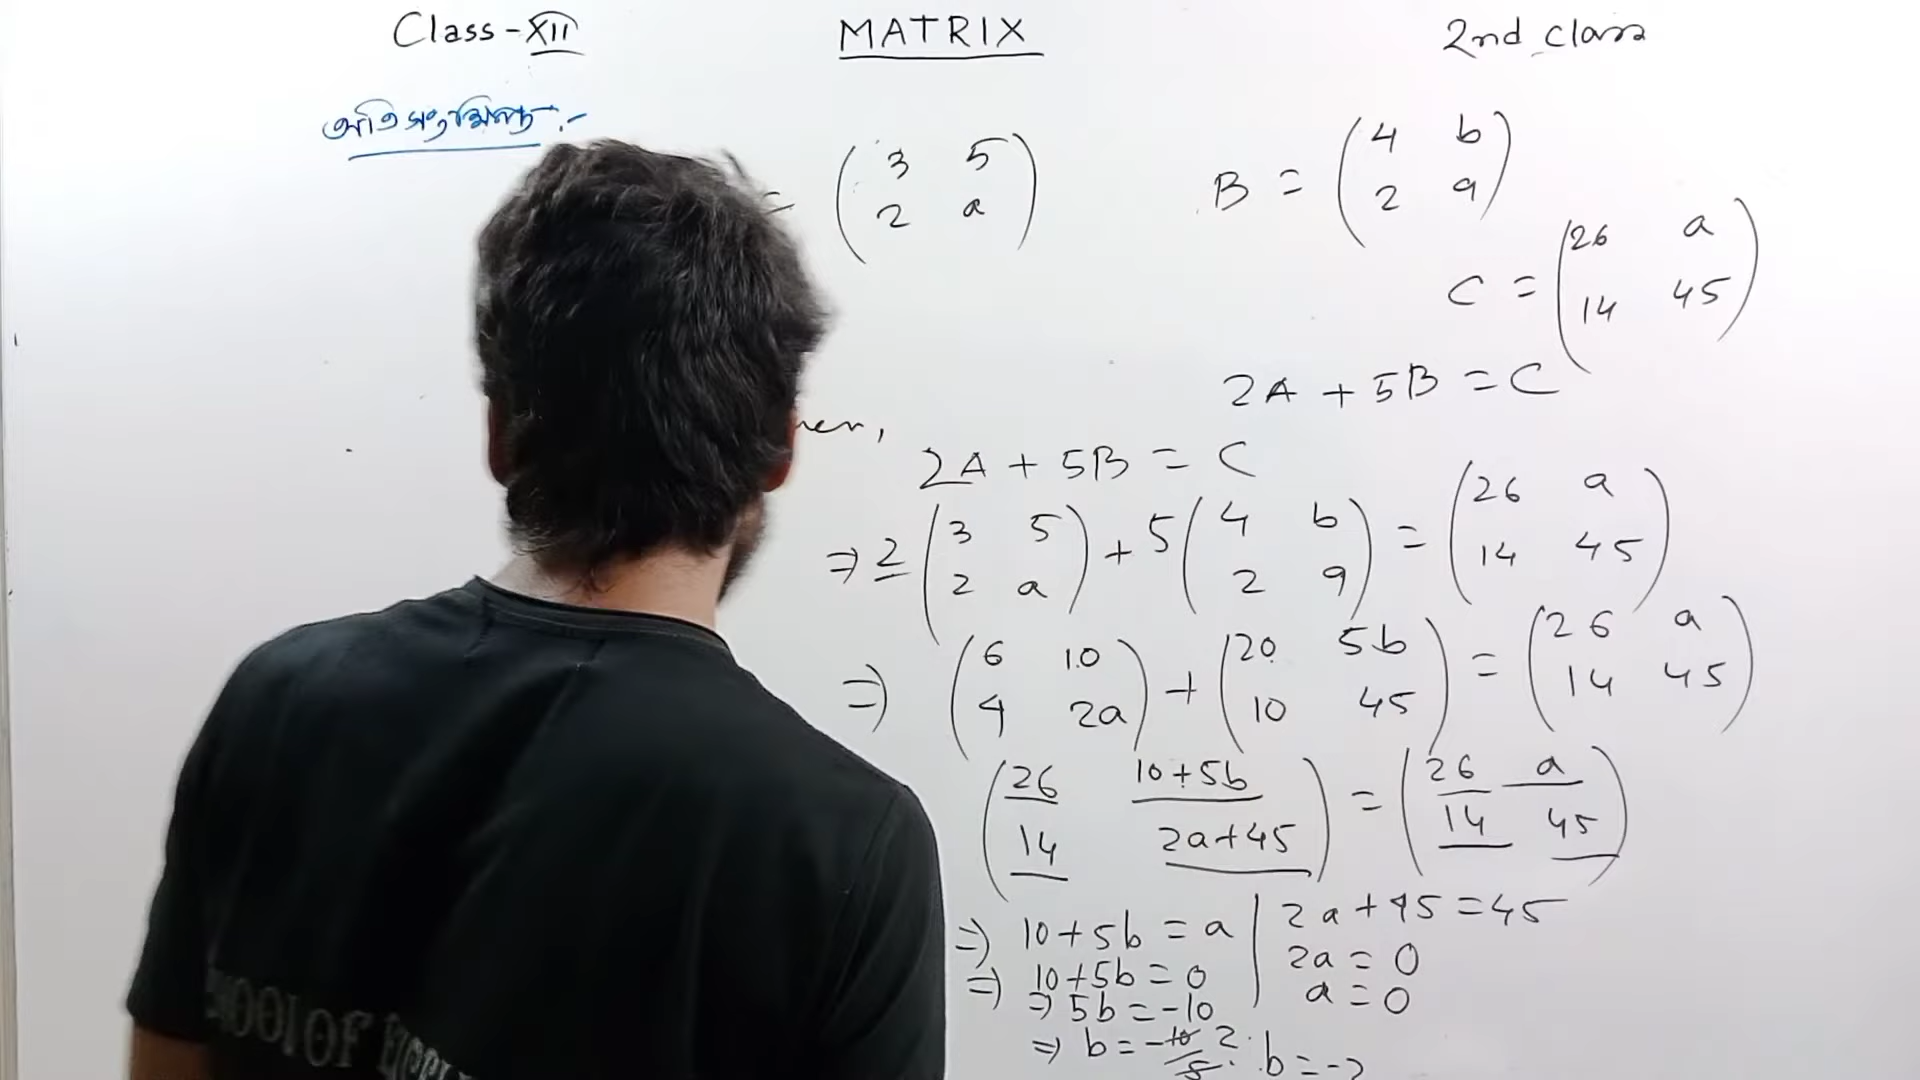 Class - XII MATRIX 2nd class
অতি সংক্ষিপ্ত :-
= ( 3 5 B = ( 4 b
2 a ) 2 9 )
C = ( 26 a
14 45 )
2A + 5B = C
2A + 5B = C
⇒ 2 ( 3 5 ) + 5 ( 4 b ) = ( 26 a )
2 a 2 9 14 45
⇒ ( 6 10 ) + ( 20 5b ) = ( 26 a )
4 2a 10 45 14 45
( 26 10+5b ) = ( 26 a )
14 2a+45 14 45
⇒ 10+5b = a | 2a+45 = 45
⇒ 10+5b = 0 | 2a = 0
⇒ 5b = -10 | a = 0
⇒ b = -10/5 2 . b = -2